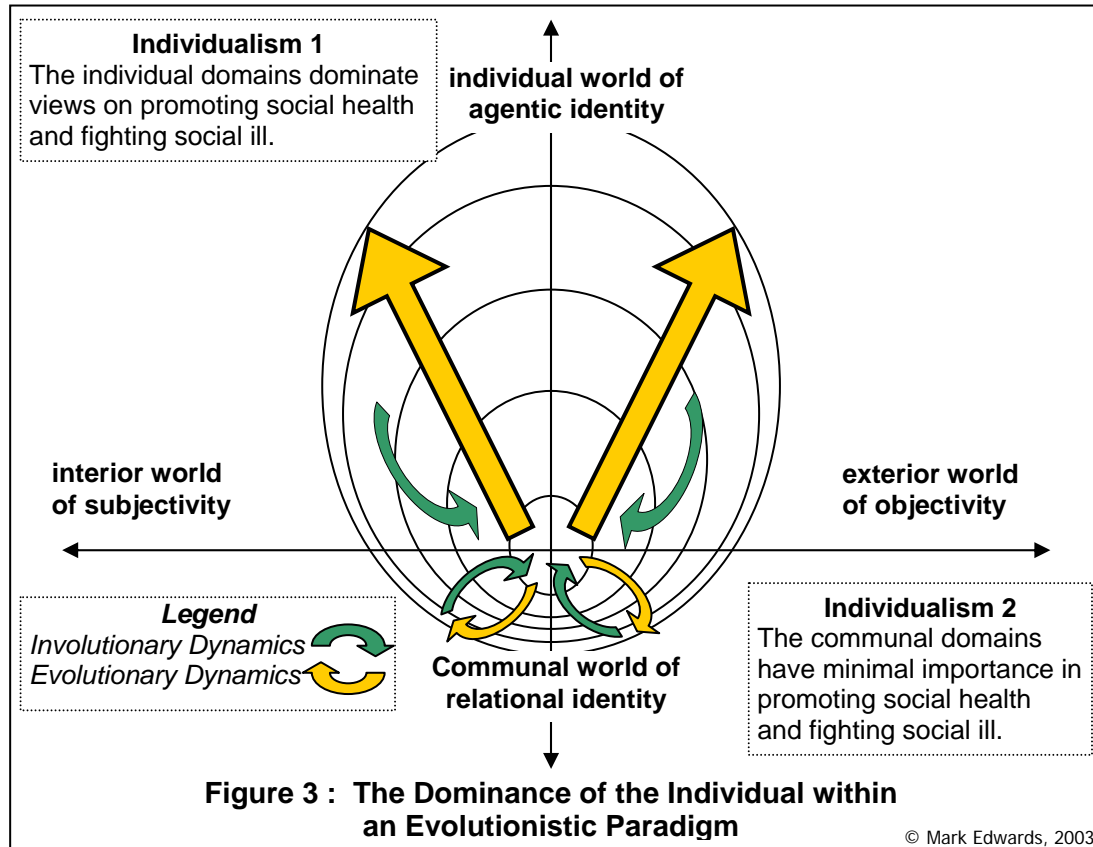 Individualism 1
The individual domains dominate
views on promoting social health
and fighting social ill.
individual world of
agentic identity
interior world
of subjectivity
exterior world
of objectivity
Legend
Involutionary Dynamics
Evolutionary Dynamics
Communal world of
relational identity
Individualism 2
The communal domains
have minimal importance in
promoting social health
and fighting social ill.
Figure 3 : The Dominance of the Individual within
an Evolutionistic Paradigm
© Mark Edwards, 2003